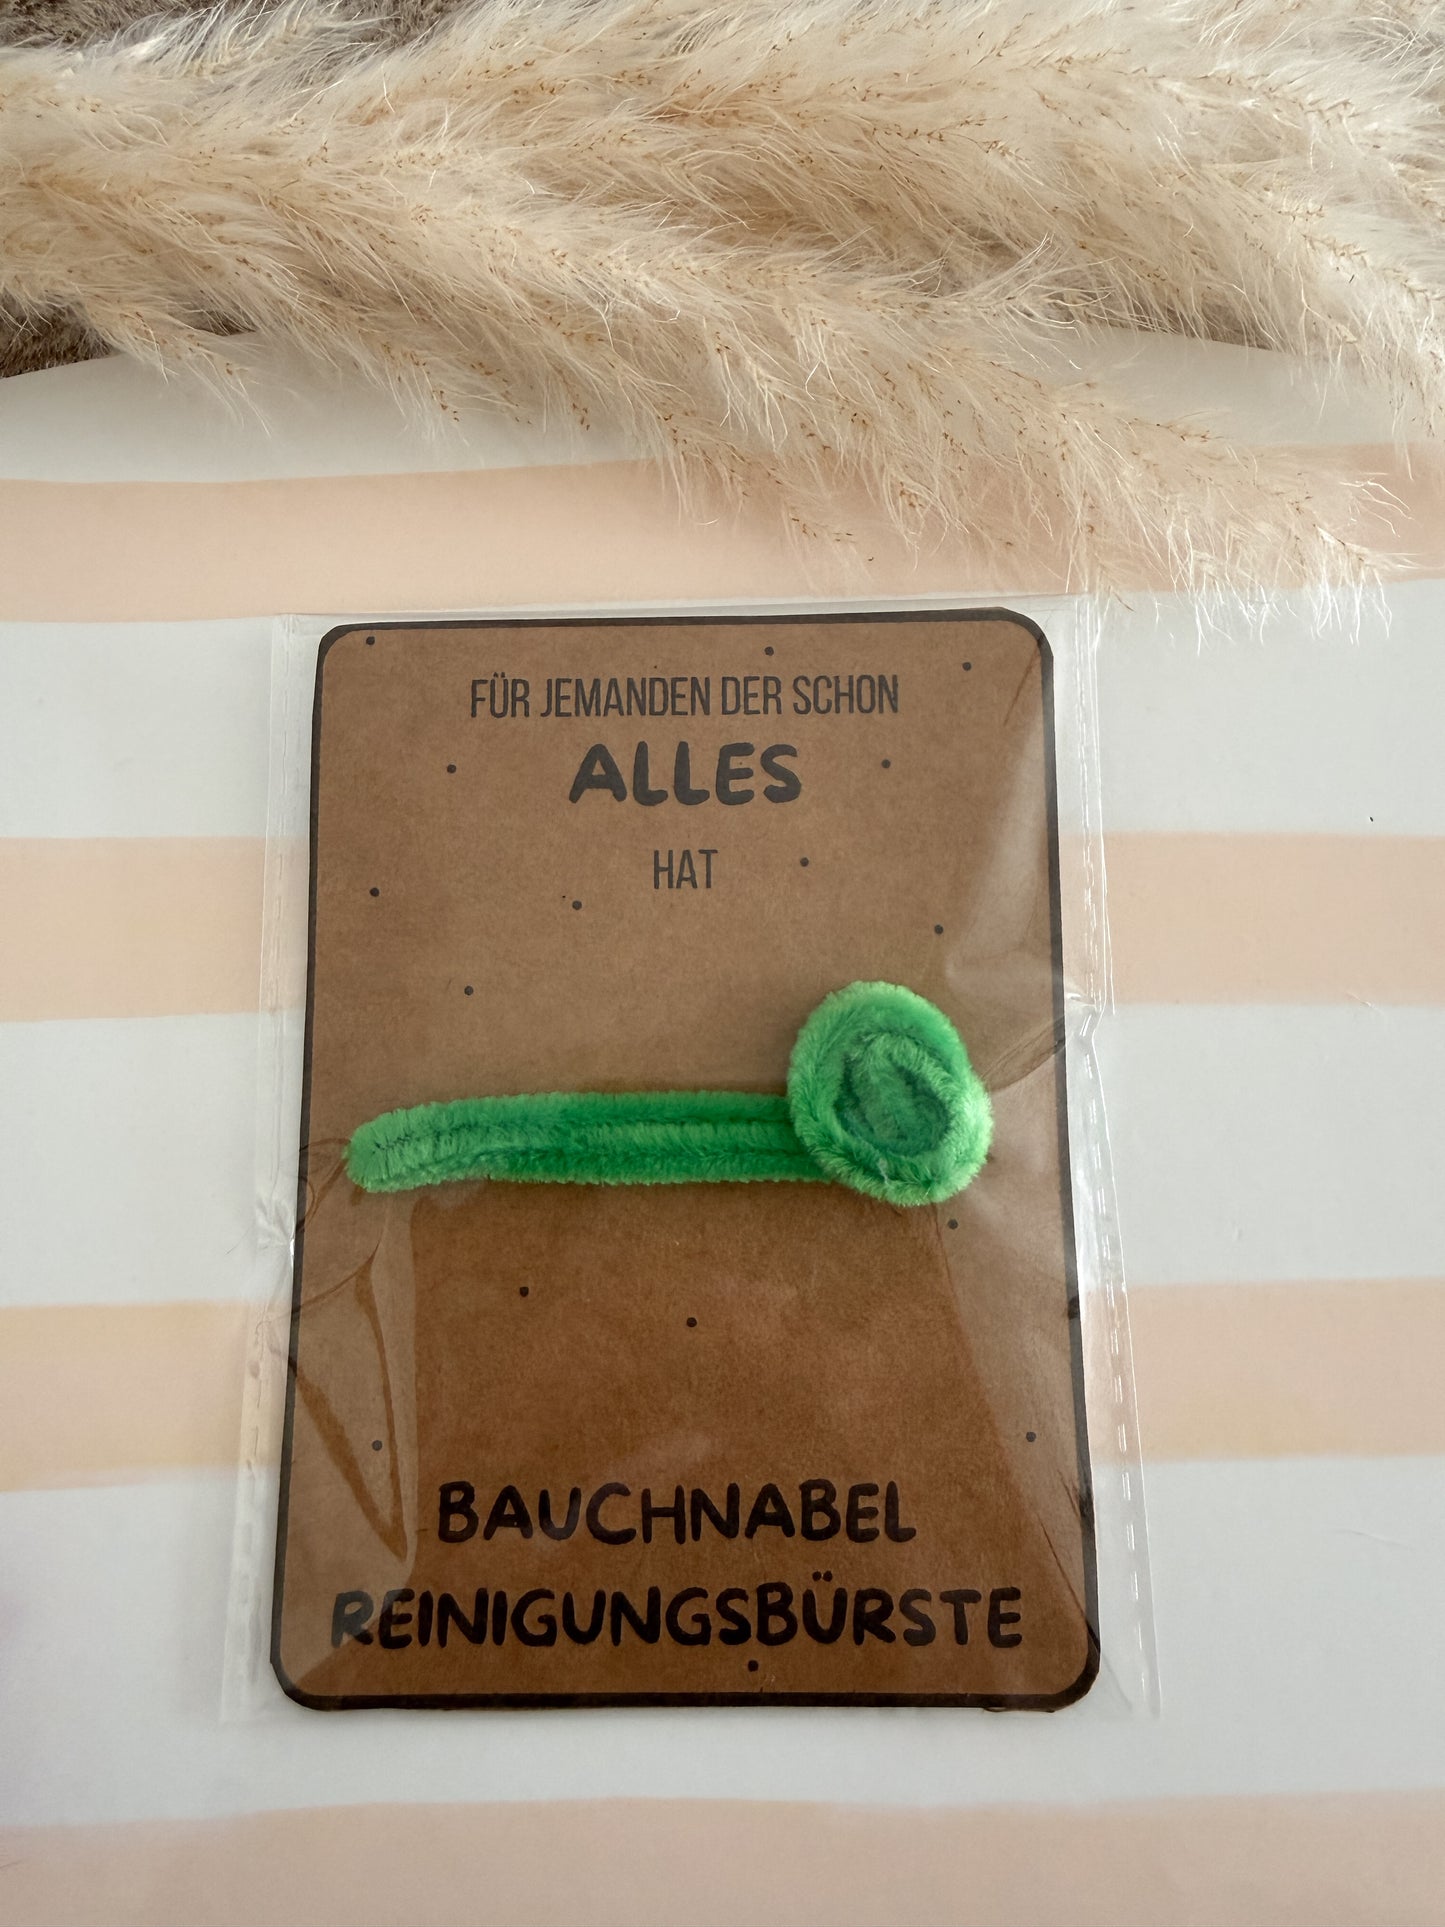 FÜR JEMANDEN DER SCHON
ALLES
HAT
BAUCHNABEL
REINIGUNGSBÜRSTE